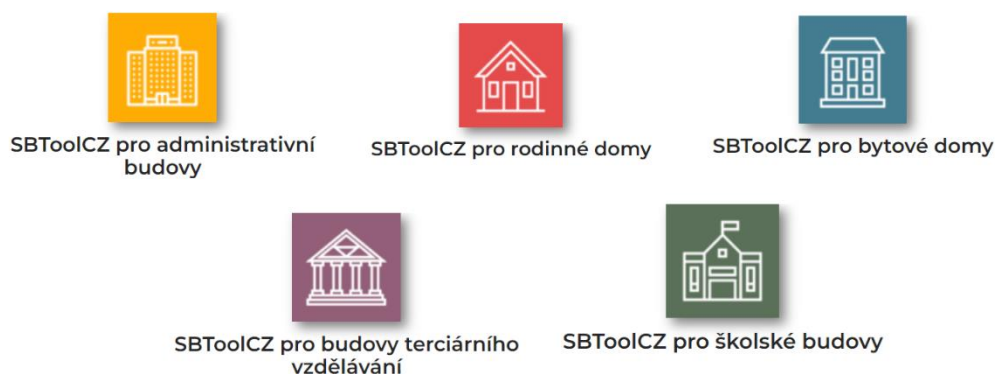 SBToolCZ pro administrativní
budovy
SBToolCZ pro rodinné domy
SBToolCZ pro bytové domy
SBToolCZ pro budovy terciárního
vzdělávání
SBToolCZ pro školské budovy